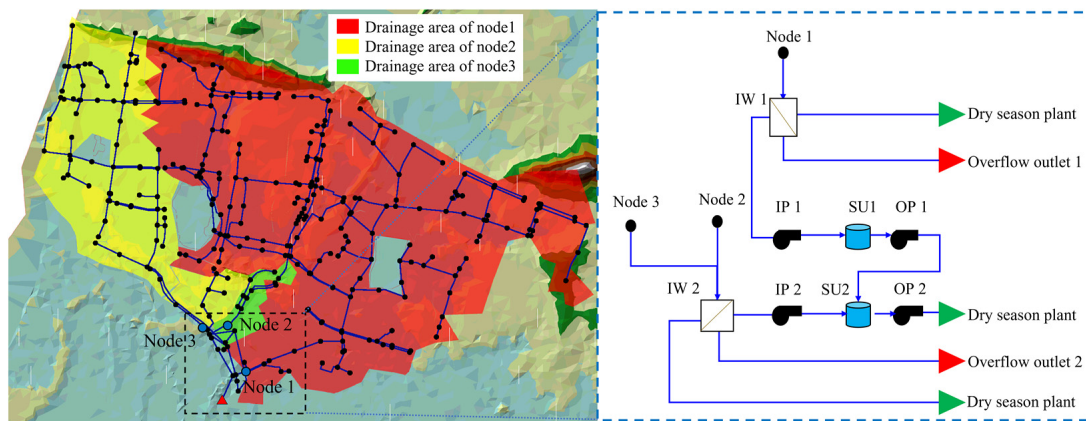 Drainage area of node1
Drainage area of node2
Drainage area of node3
Node 2
Node 3
Node 1
Node 1
IW 1
Dry season plant
Overflow outlet 1
Node 3
Node 2
IP 1
SU1
OP 1
IW 2
IP 2
SU2
OP 2
Dry season plant
Overflow outlet 2
Dry season plant